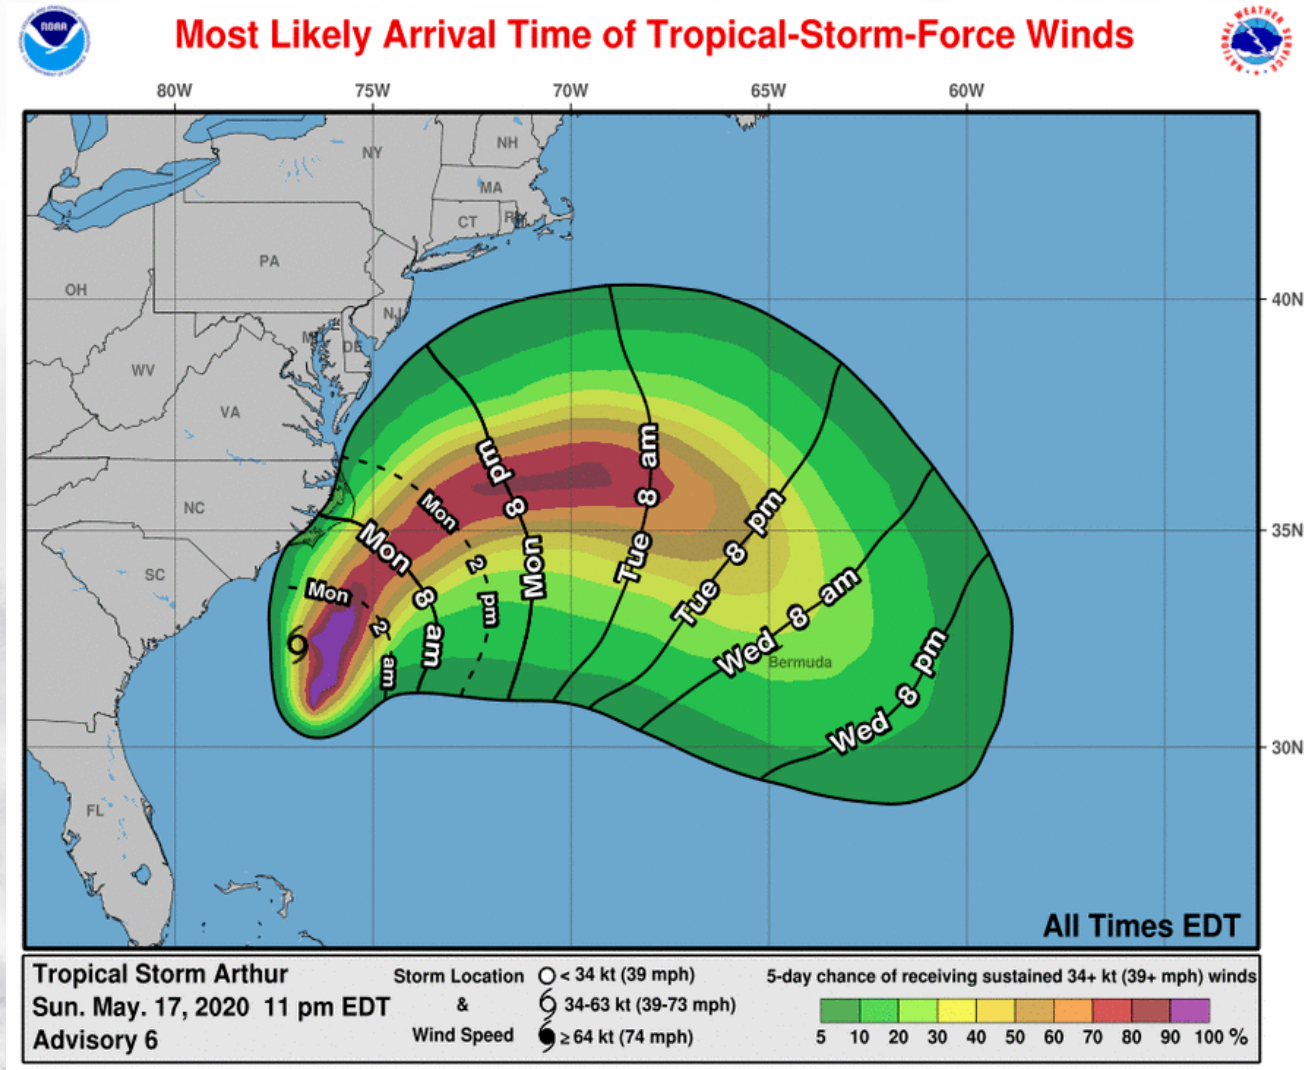 NOAA
Most Likely Arrival Time of Tropical-Storm-Force Winds
NATIONAL WEATHER SERVICE
80W 75W 70W 65W 60W
NY
NH
MA
CT
PA
OH
40N
NJ
DE
WV
VA
NC
35N
SC
30N
FL
Bermuda
Mon 2 am
Mon 8 am
Mon 2 pm
Mon 8 pm
Tue 8 am
Tue 8 pm
Wed 8 am
Wed 8 pm
All Times EDT
Tropical Storm Arthur
Sun. May. 17, 2020 11 pm EDT
Advisory 6
Storm Location
&
Wind Speed
< 34 kt (39 mph)
34-63 kt (39-73 mph)
≥ 64 kt (74 mph)
5-day chance of receiving sustained 34+ kt (39+ mph) winds
5 10 20 30 40 50 60 70 80 90 100 %